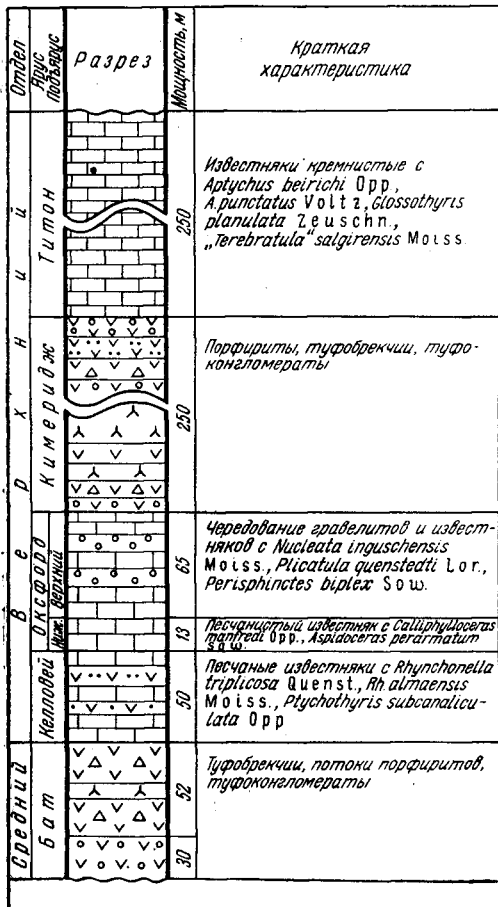 Отдел
Ярус
Подъярус
Разрез
Мощность, м
Краткая
характеристика
Верхний
Титон
250
Известняки кремнистые с
Aptychus beirichi Opp.,
A. punctatus Voltz, Glossothyris
planulata Zeuschn.,
„Terebratula" salgirensis Moiss.
Кимеридж
250
Порфириты, туфобрекчии, туфо-
конгломераты
Оксфорд
Верхний
65
Чередование гравелитов и извест-
няков с Nucleata inguschensis
Moiss., Plicatula quenstedti Lor.,
Perisphinctes biplex Sow.
Ниж.
13
Песчанистый известняк с Calliphylloceras
manfredi Opp., Aspidoceras perarmatum
Sow.
Келловей
50
Песчаные известняки с Rhynchonella
triplicosa Quenst., Rh. almaensis
Moiss., Ptychothyris subcanalicu-
lata Opp
Средний
Бат
52
Туфобрекчии, потоки порфиритов,
туфоконгломераты
30